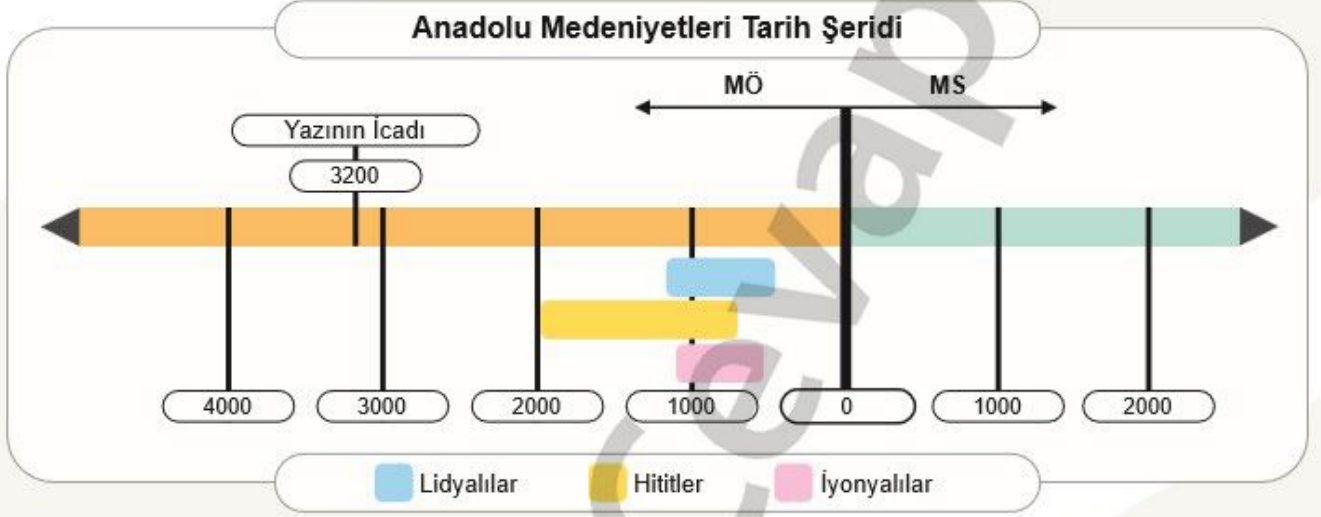 Anadolu Medeniyetleri Tarih Şeridi
MÖ MS
Yazının İcadı
3200
4000 3000 2000 1000 0 1000 2000
Lidyalılar Hititler İyonyalılar
Cevap